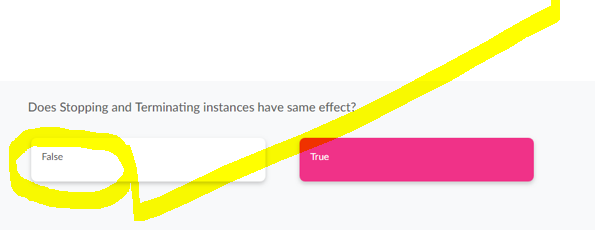 Does Stopping and Terminating instances have same effect?
False
True